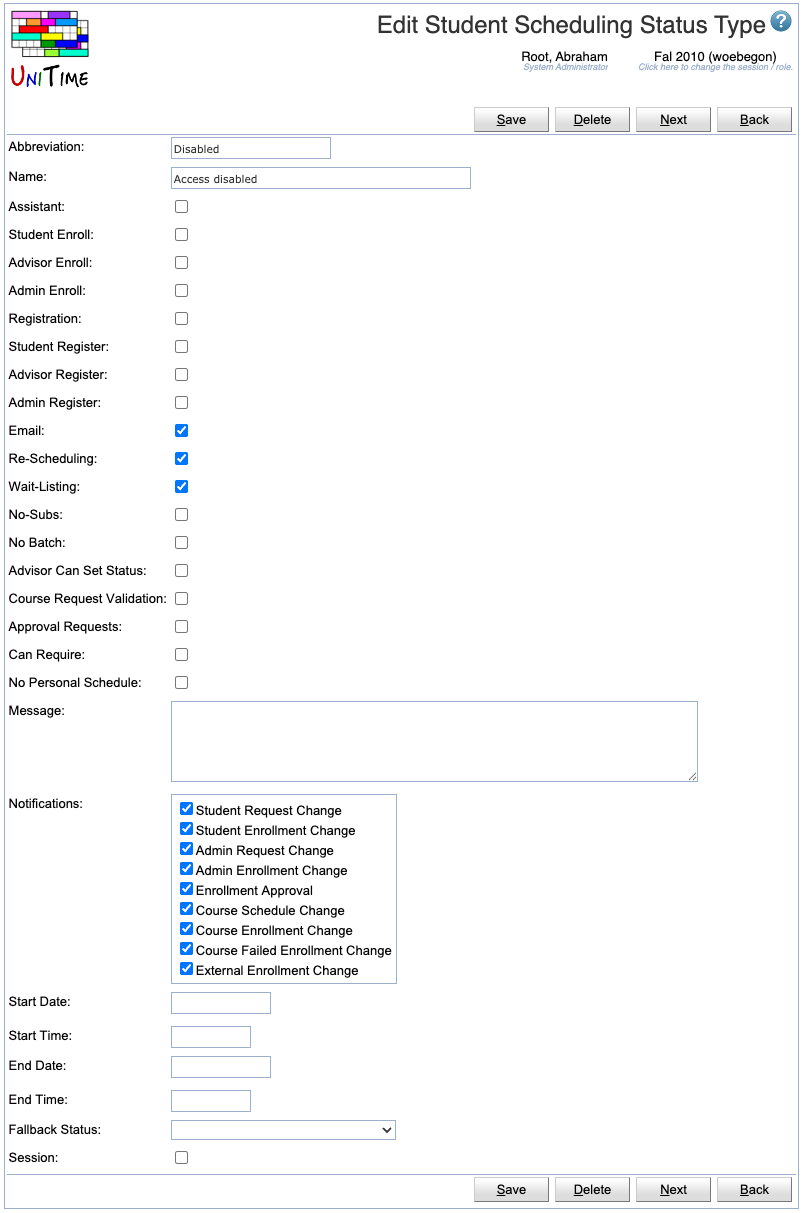 Edit Student Scheduling Status Type ?
Root, Abraham Fal 2010 (woebegon)
System Administrator Click here to change the session / role.
UniTime
Save Delete Next Back
Abbreviation: Disabled
Name: Access disabled
Assistant:
Student Enroll:
Advisor Enroll:
Admin Enroll:
Registration:
Student Register:
Advisor Register:
Admin Register:
Email:
Re-Scheduling:
Wait-Listing:
No-Subs:
No Batch:
Advisor Can Set Status:
Course Request Validation:
Approval Requests:
Can Require:
No Personal Schedule:
Message:
Notifications:
Student Request Change
Student Enrollment Change
Admin Request Change
Admin Enrollment Change
Enrollment Approval
Course Schedule Change
Course Enrollment Change
Course Failed Enrollment Change
External Enrollment Change
Start Date:
Start Time:
End Date:
End Time:
Fallback Status:
Session:
Save Delete Next Back